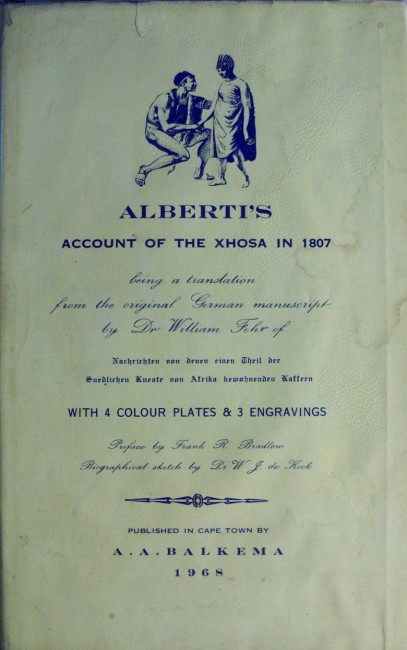 ALBERTI'S
ACCOUNT OF THE XHOSA IN 1807
being a translation
from the original German manuscript
by Dr William Fehr of
Nachrichten von denen einen Theil der
Suedlichen Kueste von Afrika bewohnenden Kaffern
WITH 4 COLOUR PLATES & 3 ENGRAVINGS
Preface by Frank R. Bradlow
Biographical sketch by Dr W. J. de Kock
PUBLISHED IN CAPE TOWN BY
A. A. BALKEMA
1968